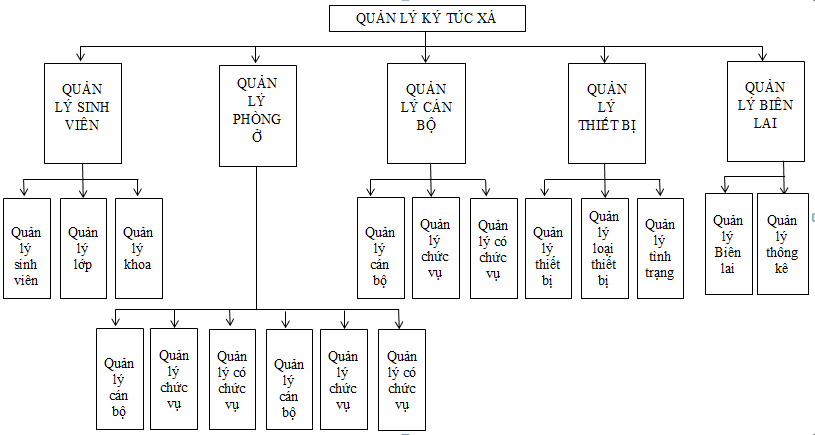 QUẢN LÝ KÝ TÚC XÁ
QUẢN
LÝ SINH
VIÊN
QUẢN
LÝ
PHÒNG
Ở
QUẢN
LÝ CÁN
BỘ
QUẢN
LÝ
THIẾT BỊ
QUẢN
LÝ BIÊN
LAI
Quản
lý
sinh
viên
Quản
lý
lớp
Quản
lý
khoa
Quản
lý
cán
bộ
Quản
lý
chức
vụ
Quản
lý có
chức
vụ
Quản
lý
thiết
bị
Quản
lý
loại
thiết
bị
Quản
lý
tình
trạng
Quản
lý
Biên
lai
Quản
lý
thống
kê
Quản
lý
cán
bộ
Quản
lý
chức
vụ
Quản
lý có
chức
vụ
Quản
lý
cán
bộ
Quản
lý
chức
vụ
Quản
lý có
chức
vụ